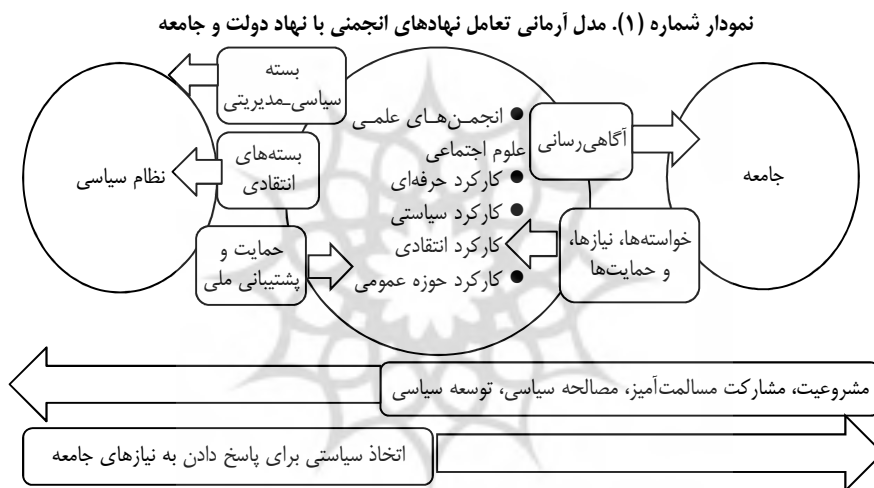 نمودار شماره (۱). مدل آرمانی تعامل نهادهای انجمنی با نهاد دولت و جامعه
جامعه
آگاهی‌رسانی
خواسته‌ها، نیازها،
و حمایت‌ها
● انجمـن‌هـای علمـی
علوم اجتماعی
● کارکرد حرفه‌ای
● کارکرد سیاستی
کارکرد انتقادی
● کارکرد حوزه عمومی
بسته
سیاسی‌ـ‌مدیریتی
بسته‌های
انتقادی
حمایت و
پشتیبانی ملی
نظام سیاسی
مشروعیت، مشارکت مسالمت‌آمیز، مصالحه سیاسی، توسعه سیاسی
اتخاذ سیاستی برای پاسخ دادن به نیازهای جامعه